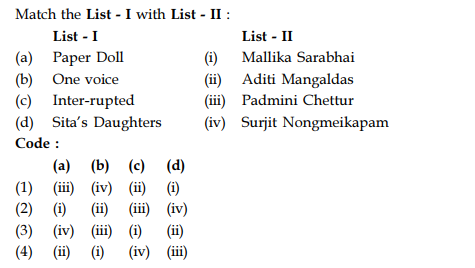 Match the List - I with List - II :
List - I List - II
(a) Paper Doll (i) Mallika Sarabhai
(b) One voice (ii) Aditi Mangaldas
(c) Inter-rupted (iii) Padmini Chettur
(d) Sita's Daughters (iv) Surjit Nongmeikapam
Code :
(a) (b) (c) (d)
(1) (iii) (iv) (ii) (i)
(2) (i) (ii) (iii) (iv)
(3) (iv) (iii) (i) (ii)
(4) (ii) (i) (iv) (iii)